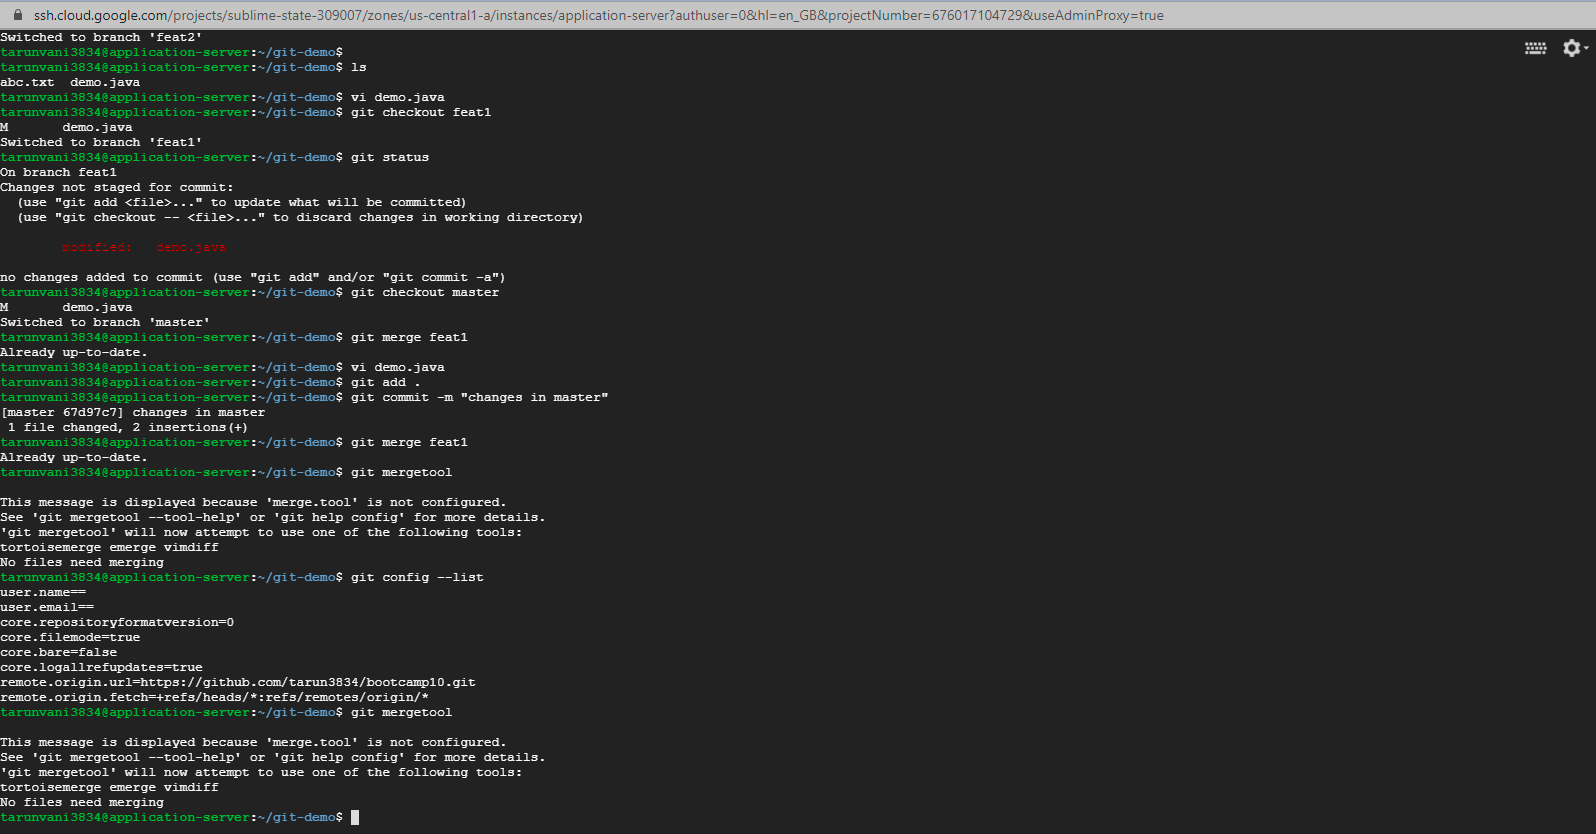 ssh.cloud.google.com/projects/sublime-state-309007/zones/us-central1-a/instances/application-server?authuser=0&hl=en_GB&projectNumber=676017104729&useAdminProxy=true
Switched to branch 'feat2'
tarunvani3834@application-server:~/git-demo$
tarunvani3834@application-server:~/git-demo$ ls
abc.txt  demo.java
tarunvani3834@application-server:~/git-demo$ vi demo.java
tarunvani3834@application-server:~/git-demo$ git checkout feat1
M       demo.java
Switched to branch 'feat1'
tarunvani3834@application-server:~/git-demo$ git status
On branch feat1
Changes not staged for commit:
  (use "git add <file>..." to update what will be committed)
  (use "git checkout -- <file>..." to discard changes in working directory)
        modified:   demo.java
no changes added to commit (use "git add" and/or "git commit -a")
tarunvani3834@application-server:~/git-demo$ git checkout master
M       demo.java
Switched to branch 'master'
tarunvani3834@application-server:~/git-demo$ git merge feat1
Already up-to-date.
tarunvani3834@application-server:~/git-demo$ vi demo.java
tarunvani3834@application-server:~/git-demo$ git add .
tarunvani3834@application-server:~/git-demo$ git commit -m "changes in master"
[master 67d97c7] changes in master
 1 file changed, 2 insertions(+)
tarunvani3834@application-server:~/git-demo$ git merge feat1
Already up-to-date.
tarunvani3834@application-server:~/git-demo$ git mergetool
This message is displayed because 'merge.tool' is not configured.
See 'git mergetool --tool-help' or 'git help config' for more details.
'git mergetool' will now attempt to use one of the following tools:
tortoisemerge emerge vimdiff
No files need merging
tarunvani3834@application-server:~/git-demo$ git config --list
user.name==
user.email==
core.repositoryformatversion=0
core.filemode=true
core.bare=false
core.logallrefupdates=true
remote.origin.url=https://github.com/tarun3834/bootcamp10.git
remote.origin.fetch=+refs/heads/*:refs/remotes/origin/*
tarunvani3834@application-server:~/git-demo$ git mergetool
This message is displayed because 'merge.tool' is not configured.
See 'git mergetool --tool-help' or 'git help config' for more details.
'git mergetool' will now attempt to use one of the following tools:
tortoisemerge emerge vimdiff
No files need merging
tarunvani3834@application-server:~/git-demo$